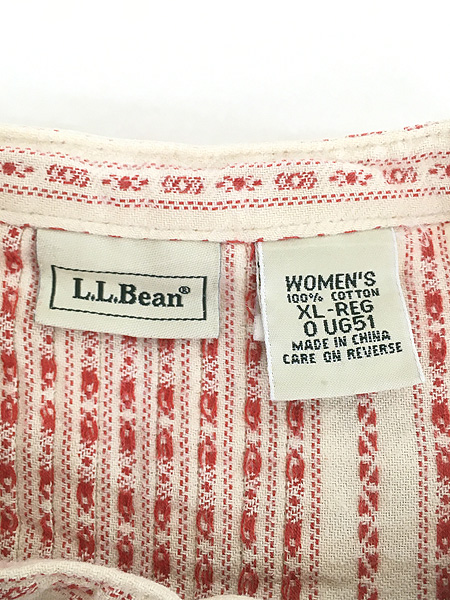 L.L.Bean®
WOMEN'S
100% COTTON
XL-REG
0 UG51
MADE IN CHINA
CARE ON REVERSE